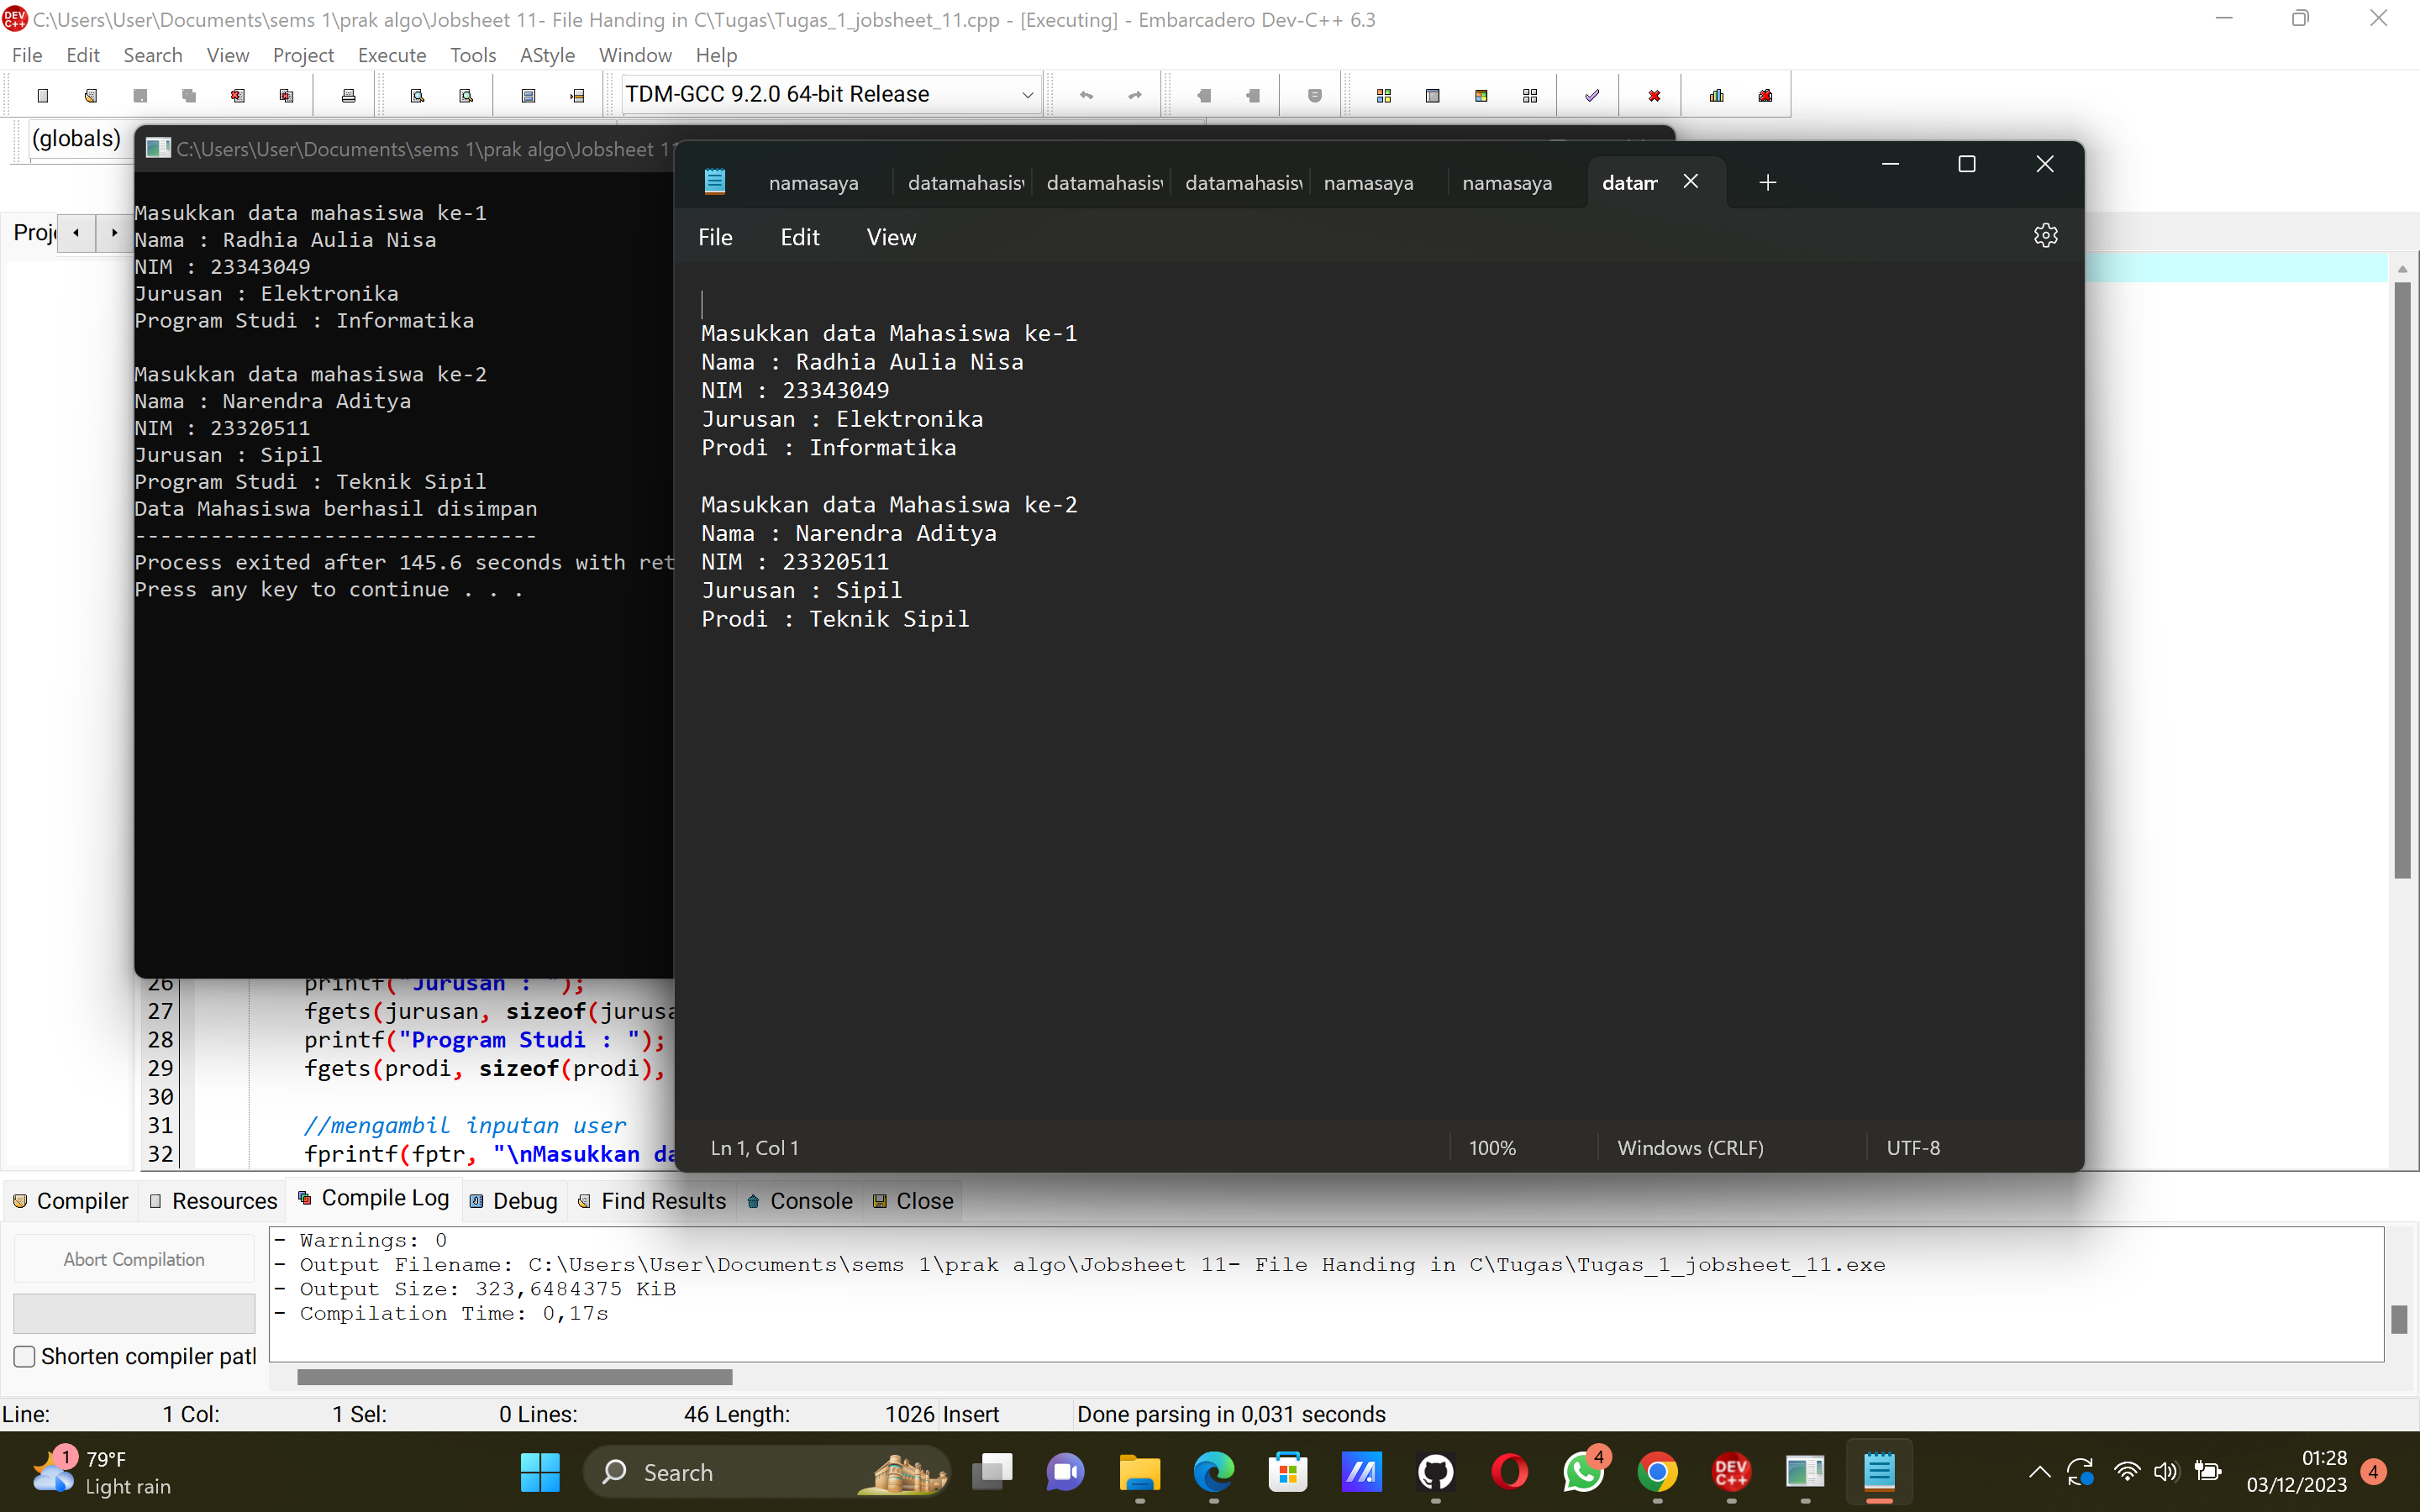 C:\Users\User\Documents\sems 1\prak algo\Jobsheet 11- File Handing in C\Tugas\Tugas_1_jobsheet_11.cpp - [Executing] - Embarcadero Dev-C++ 6.3
File Edit Search View Project Execute Tools AStyle Window Help
TDM-GCC 9.2.0 64-bit Release
(globals)
C:\Users\User\Documents\sems 1\prak algo\Jobsheet 11
Masukkan data mahasiswa ke-1
Nama : Radhia Aulia Nisa
NIM : 23343049
Jurusan : Elektronika
Program Studi : Informatika
Masukkan data mahasiswa ke-2
Nama : Narendra Aditya
NIM : 23320511
Jurusan : Sipil
Program Studi : Teknik Sipil
Data Mahasiswa berhasil disimpan
--------------------------------
Process exited after 145.6 seconds with ret
Press any key to continue . . .
namasaya datamahasisw datamahasisw datamahasisw namasaya namasaya datam
File Edit View
Masukkan data Mahasiswa ke-1
Nama : Radhia Aulia Nisa
NIM : 23343049
Jurusan : Elektronika
Prodi : Informatika
Masukkan data Mahasiswa ke-2
Nama : Narendra Aditya
NIM : 23320511
Jurusan : Sipil
Prodi : Teknik Sipil
Ln 1, Col 1 100% Windows (CRLF) UTF-8
Proje
26 printf("Jurusan : ");
27 fgets(jurusan, sizeof(jurusa
28 printf("Program Studi : ");
29 fgets(prodi, sizeof(prodi),
30
31 //mengambil inputan user
32 fprintf(fptr, "\nMasukkan da
Compiler Resources Compile Log Debug Find Results Console Close
Abort Compilation
Shorten compiler path
- Warnings: 0
- Output Filename: C:\Users\User\Documents\sems 1\prak algo\Jobsheet 11- File Handing in C\Tugas\Tugas_1_jobsheet_11.exe
- Output Size: 323,6484375 KiB
- Compilation Time: 0,17s
Line: 1 Col: 1 Sel: 0 Lines: 46 Length: 1026 Insert Done parsing in 0,031 seconds
1
79°F
Light rain
Search
4
DEV C++
01:28
03/12/2023
4